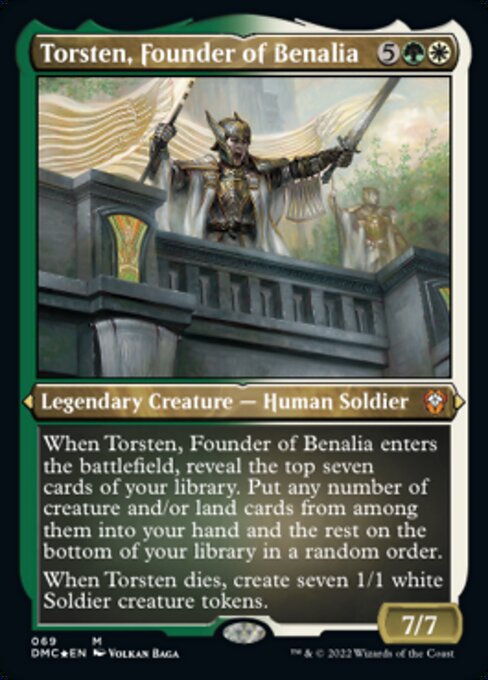 Torsten, Founder of Benalia 5
Legendary Creature — Human Soldier
When Torsten, Founder of Benalia enters
the battlefield, reveal the top seven
cards of your library. Put any number of
creature and/or land cards from among
them into your hand and the rest on the
bottom of your library in a random order.
When Torsten dies, create seven 1/1 white
Soldier creature tokens.
7/7
069 M
DMC★EN Volkan Baga
™ & © 2022 Wizards of the Coast